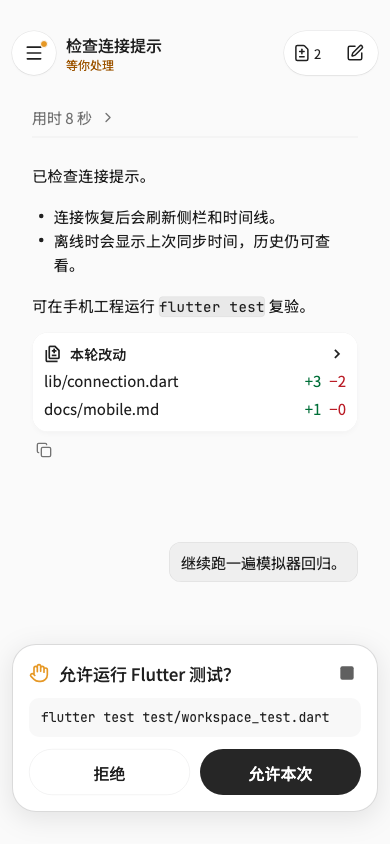 检查连接提示
等你处理
2
用时 8 秒
已检查连接提示。
• 连接恢复后会刷新侧栏和时间线。
• 离线时会显示上次同步时间，历史仍可查
看。
可在手机工程运行 flutter test 复验。
本轮改动
lib/connection.dart +3 −2
docs/mobile.md +1 −0
继续跑一遍模拟器回归。
允许运行 Flutter 测试?
flutter test test/workspace_test.dart
拒绝 允许本次